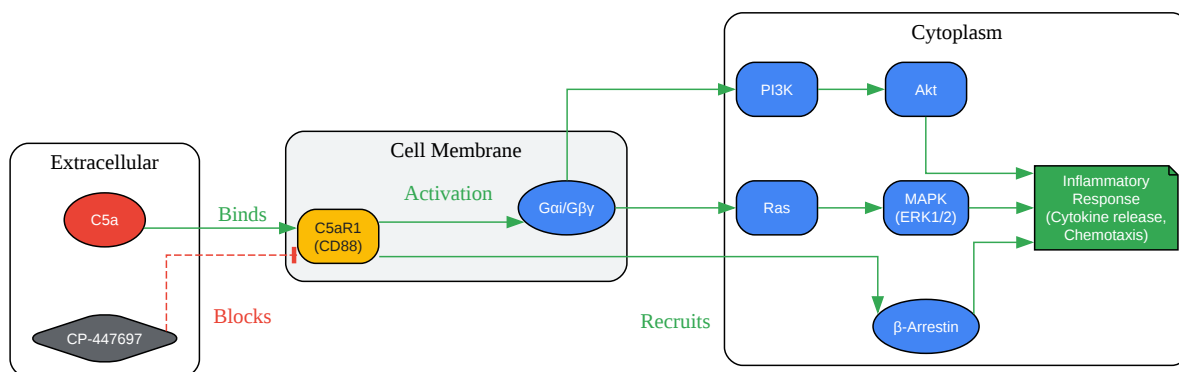 Extracellular
C5a
CP-447697
Binds
Blocks
Cell Membrane
C5aR1
(CD88)
Activation
Gαi/Gβγ
Recruits
Cytoplasm
PI3K
Akt
Ras
MAPK
(ERK1/2)
β-Arrestin
Inflammatory
Response
(Cytokine release,
Chemotaxis)